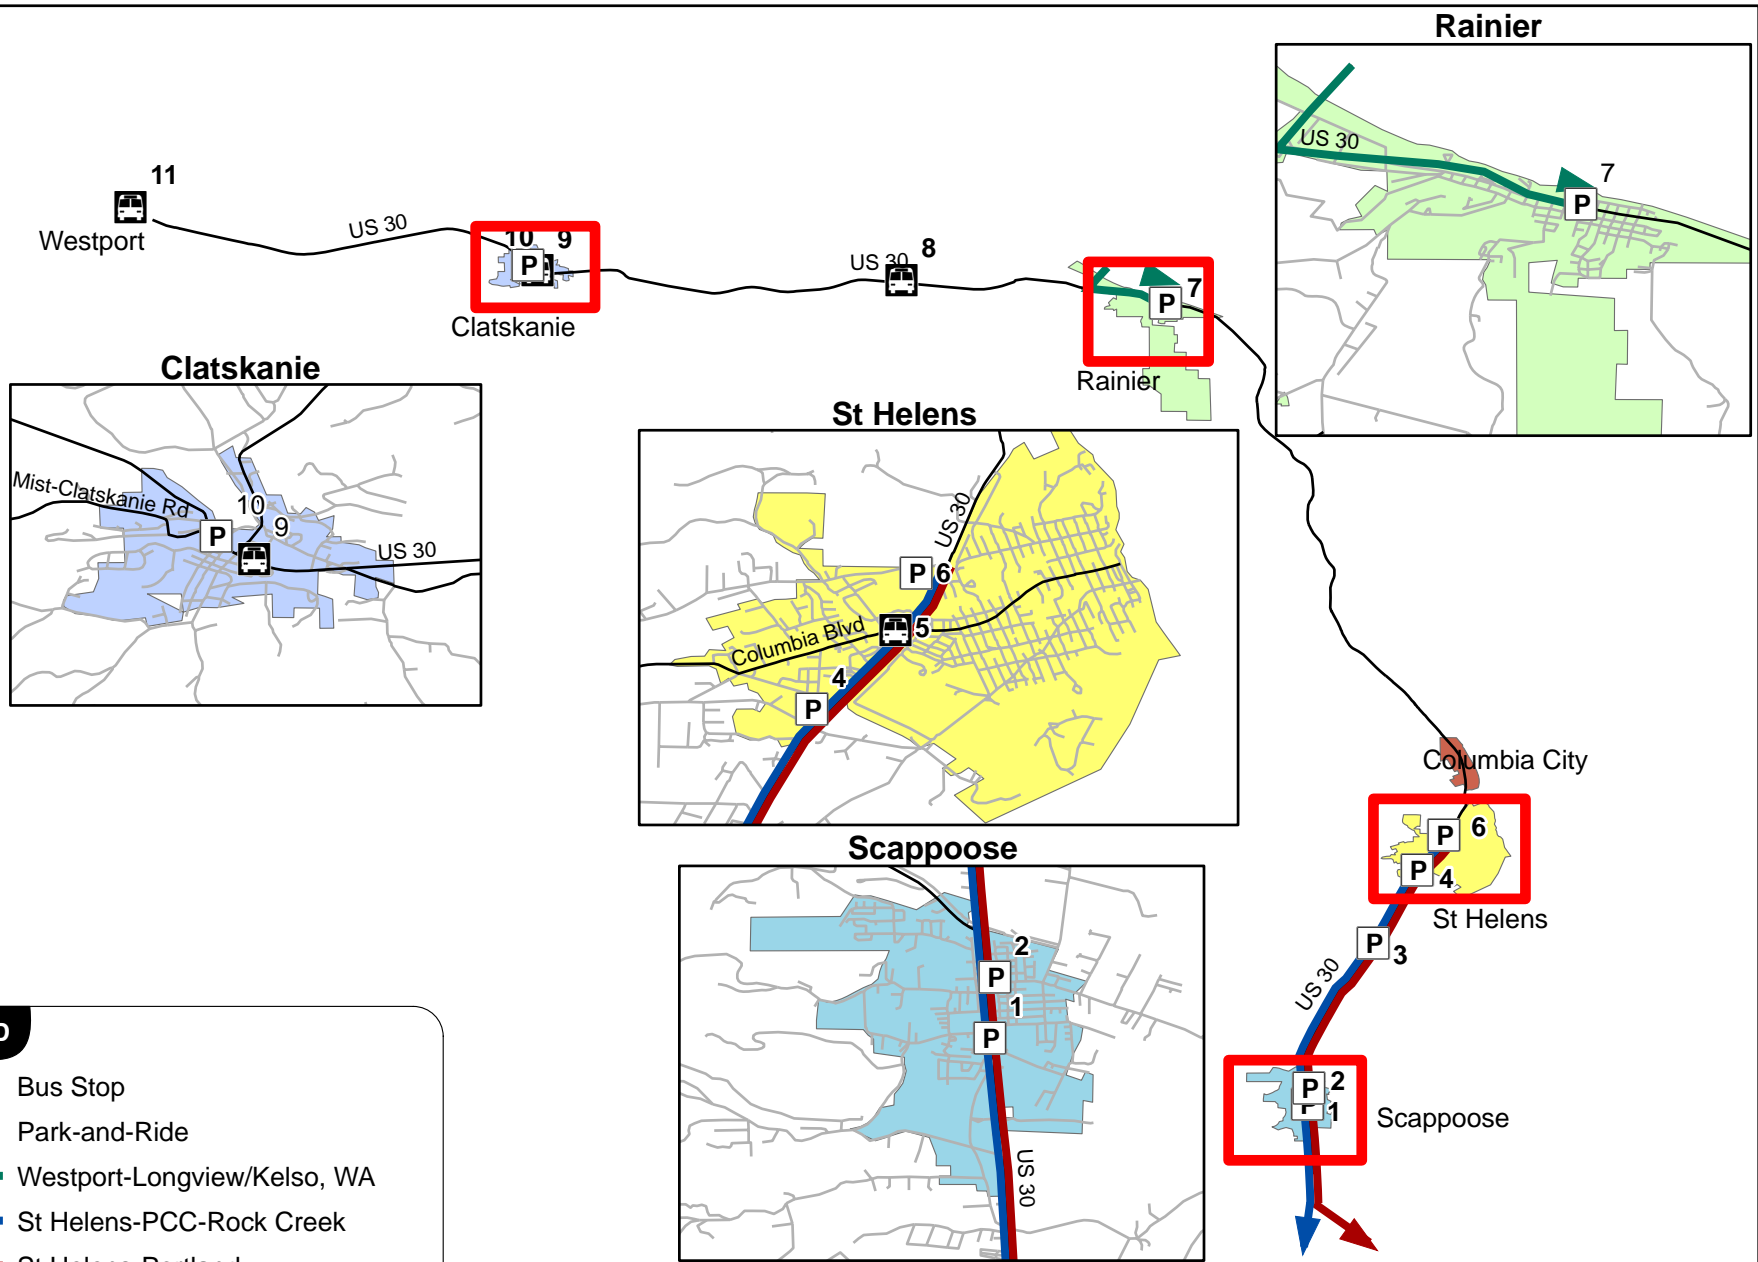 Rainier
US 30
7
P
11
Westport
US 30
10 9
P
Clatskanie
US 30
8
7
P
Rainier
Clatskanie
Mist-Clatskanie Rd
10
9
P
US 30
St Helens
US 30
P 6
5
Columbia Blvd
4
P
Columbia City
P 6
P 4
St Helens
P 3
US 30
P 2
P 1
Scappoose
Scappoose
2
P
1
P
US 30
Bus Stop
Park-and-Ride
Westport-Longview/Kelso, WA
St Helens-PCC-Rock Creek
St Helens-Portland